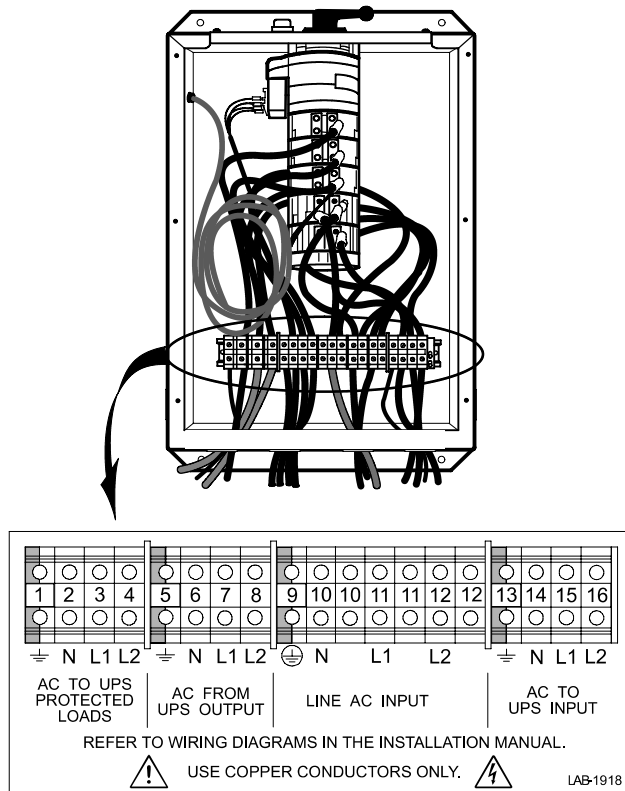 1 2 3 4 5 6 7 8 9 10 10 11 11 12 12 13 14 15 16
N L1 L2 N L1 L2 N L1 L2 N L1 L2
AC TO UPS PROTECTED LOADS
AC FROM UPS OUTPUT
LINE AC INPUT
AC TO UPS INPUT
REFER TO WIRING DIAGRAMS IN THE INSTALLATION MANUAL.
USE COPPER CONDUCTORS ONLY.
LAB-1918